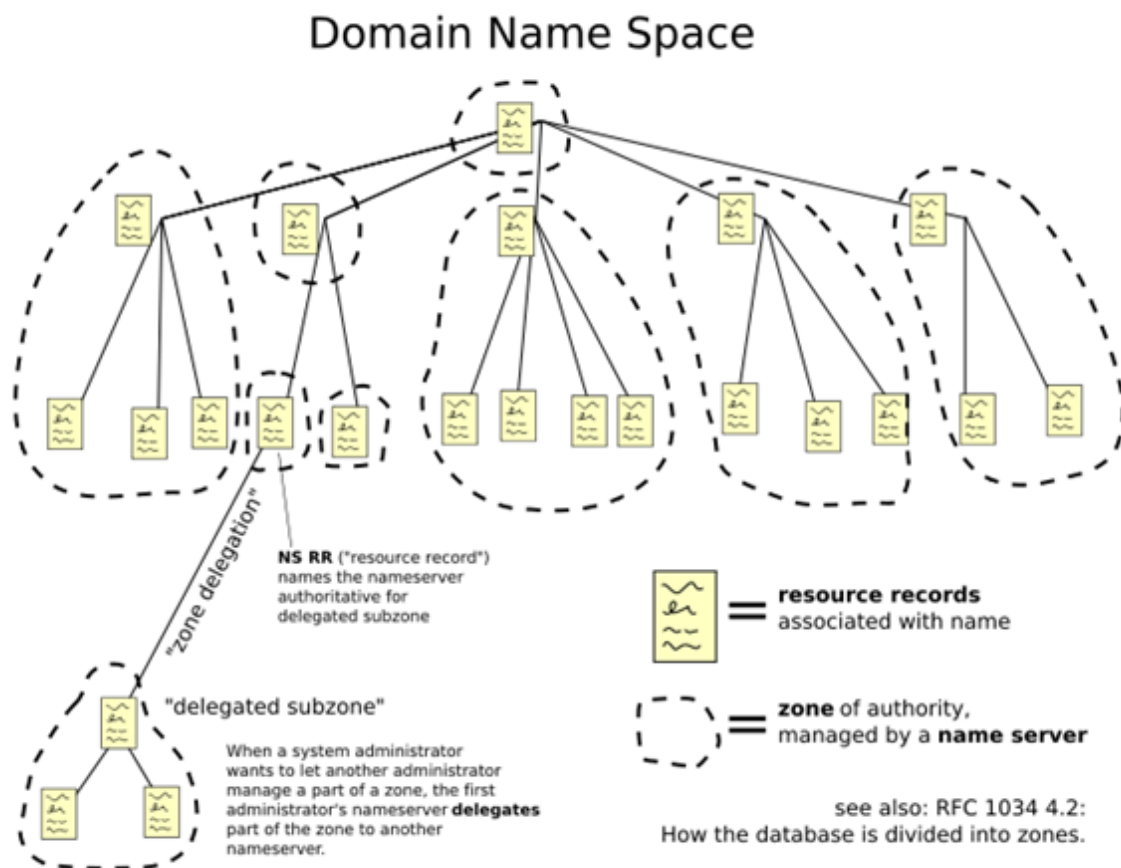 Domain Name Space
"zone delegation"
NS RR ("resource record")
names the nameserver
authoritative for
delegated subzone
"delegated subzone"
When a system administrator
wants to let another administrator
manage a part of a zone, the first
administrator's nameserver delegates
part of the zone to another
nameserver.
= resource records
associated with name
= zone of authority,
managed by a name server
see also: RFC 1034 4.2:
How the database is divided into zones.